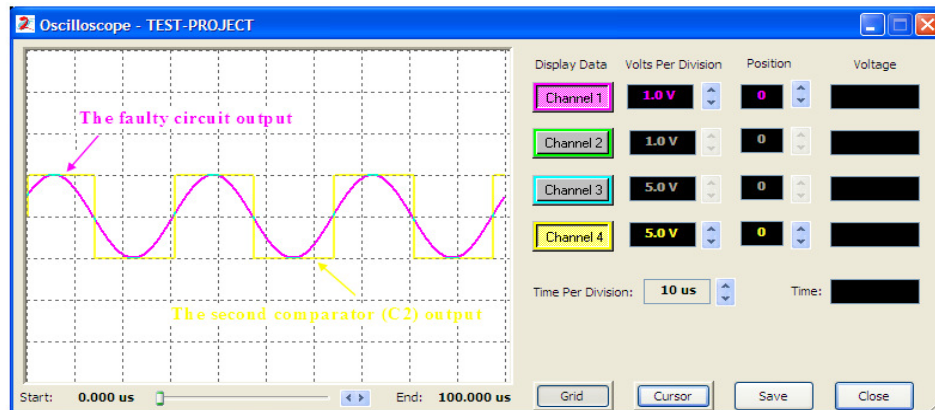 Oscilloscope - TEST-PROJECT
Display Data Volts Per Division Position Voltage
Channel 1 1.0 V 0
Channel 2 1.0 V 0
Channel 3 5.0 V 0
Channel 4 5.0 V 0
The faulty circuit output
The second comparator (C2) output
Time Per Division: 10 us Time:
Start: 0.000 us End: 100.000 us
Grid Cursor Save Close